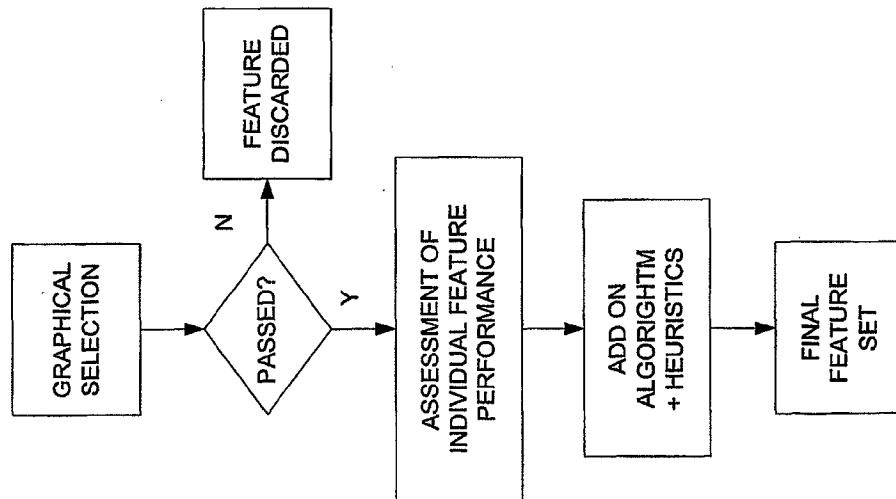 GRAPHICAL
SELECTION
PASSED?
N
FEATURE
DISCARDED
Y
ASSESSMENT OF
INDIVIDUAL FEATURE
PERFORMANCE
ADD ON
ALGORIGHTM
+ HEURISTICS
FINAL
FEATURE
SET